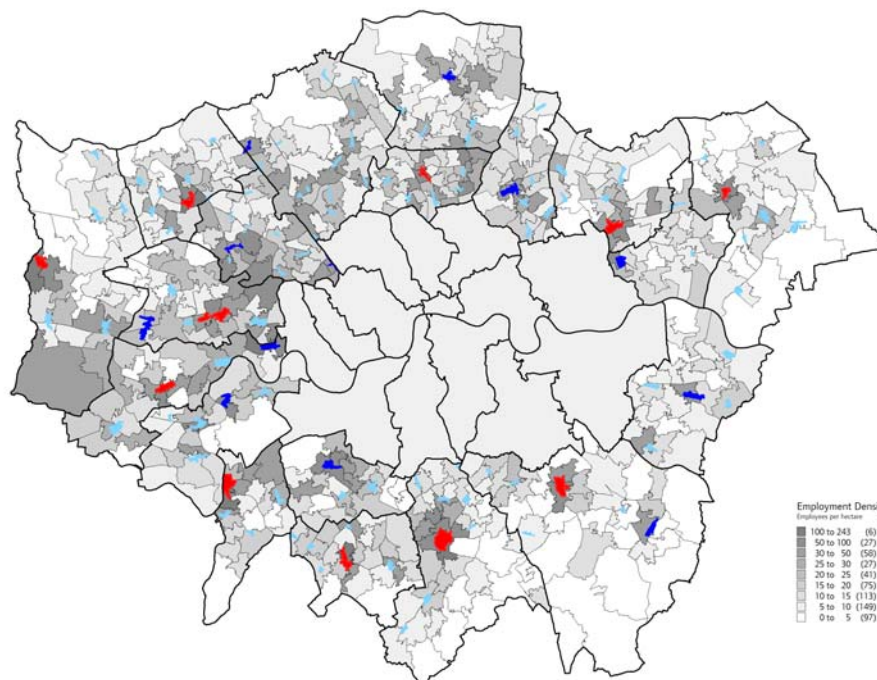 Employment Densi
Employees per hectare
100 to 243 (6)
50 to 100 (27)
30 to 50 (58)
25 to 30 (27)
20 to 25 (41)
15 to 20 (75)
10 to 15 (113)
5 to 10 (149)
0 to 5 (97)